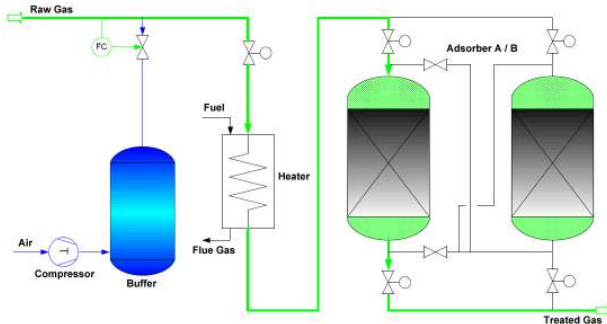 Raw Gas
FC
Adsorber A / B
Fuel
Heater
Air
Flue Gas
Compressor
Buffer
T
Treated Gas